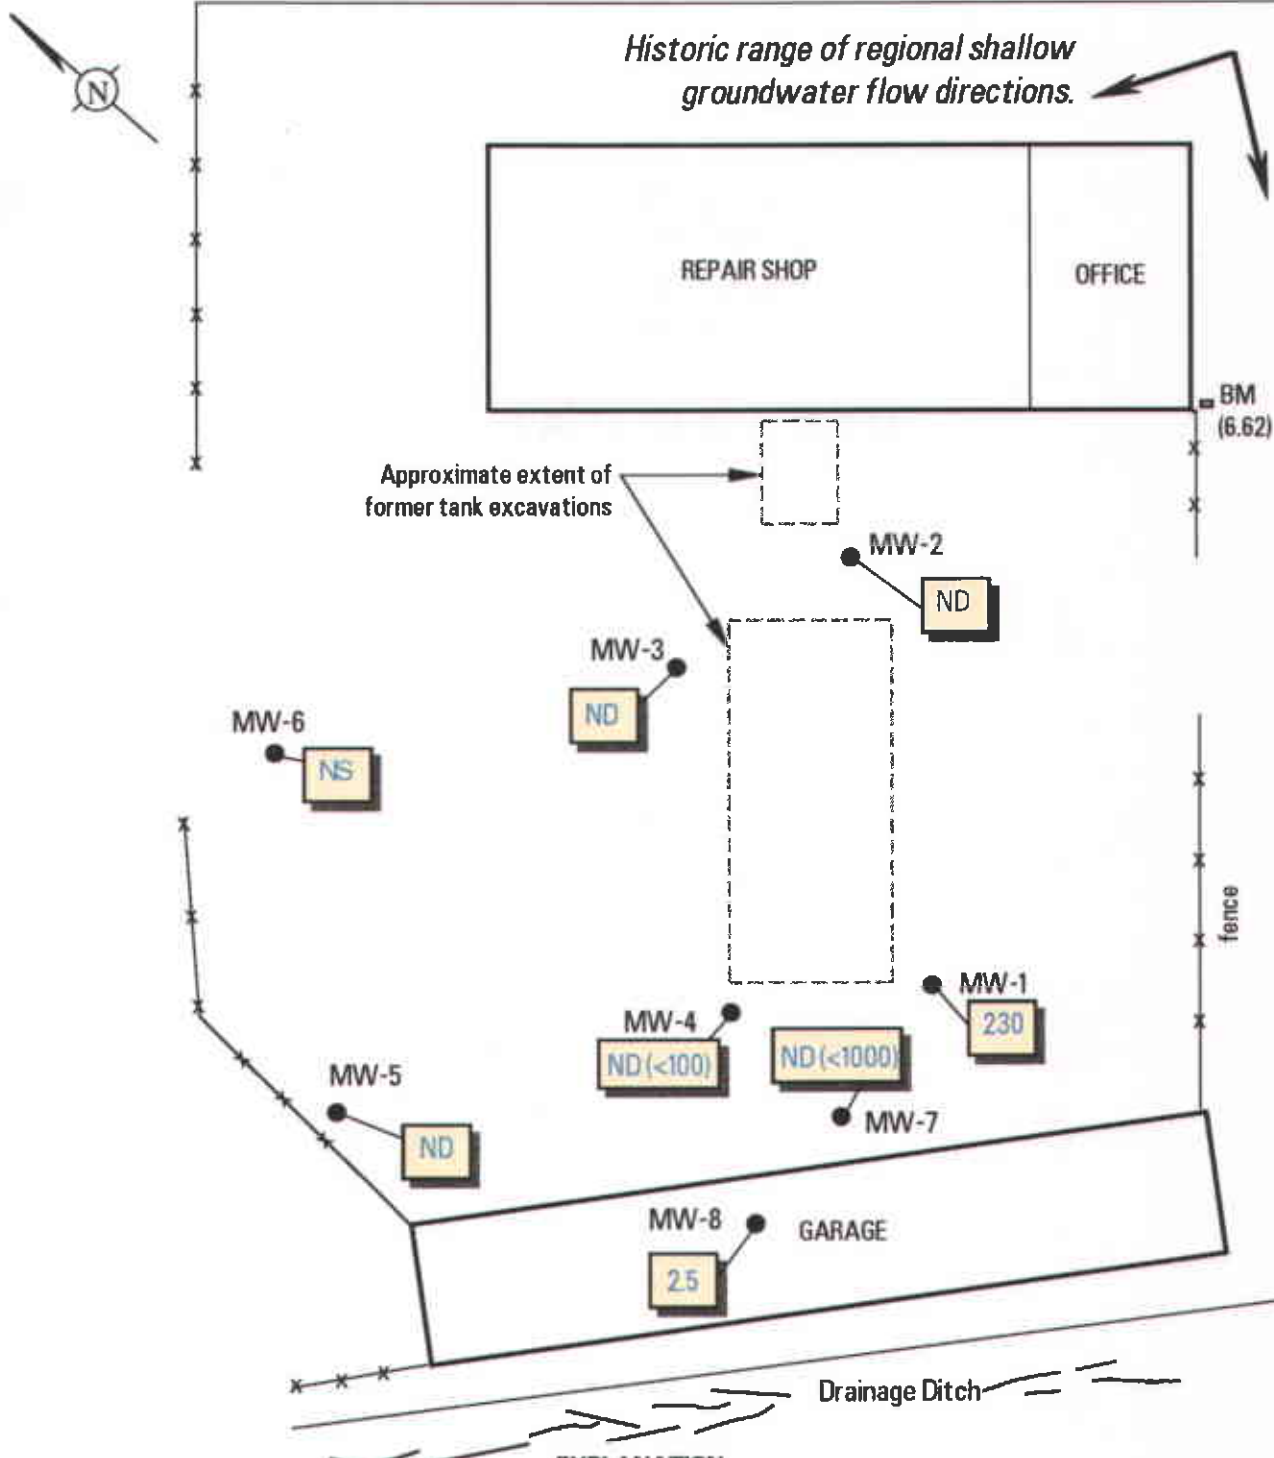 N
Historic range of regional shallow
groundwater flow directions.
REPAIR SHOP
OFFICE
BM
(6.62)
Approximate extent of
former tank excavations
MW-2
ND
MW-3
ND
MW-6
NS
fence
MW-1
230
MW-4
ND (<100)
ND (<1000)
MW-7
MW-5
ND
MW-8
GARAGE
2.5
Drainage Ditch